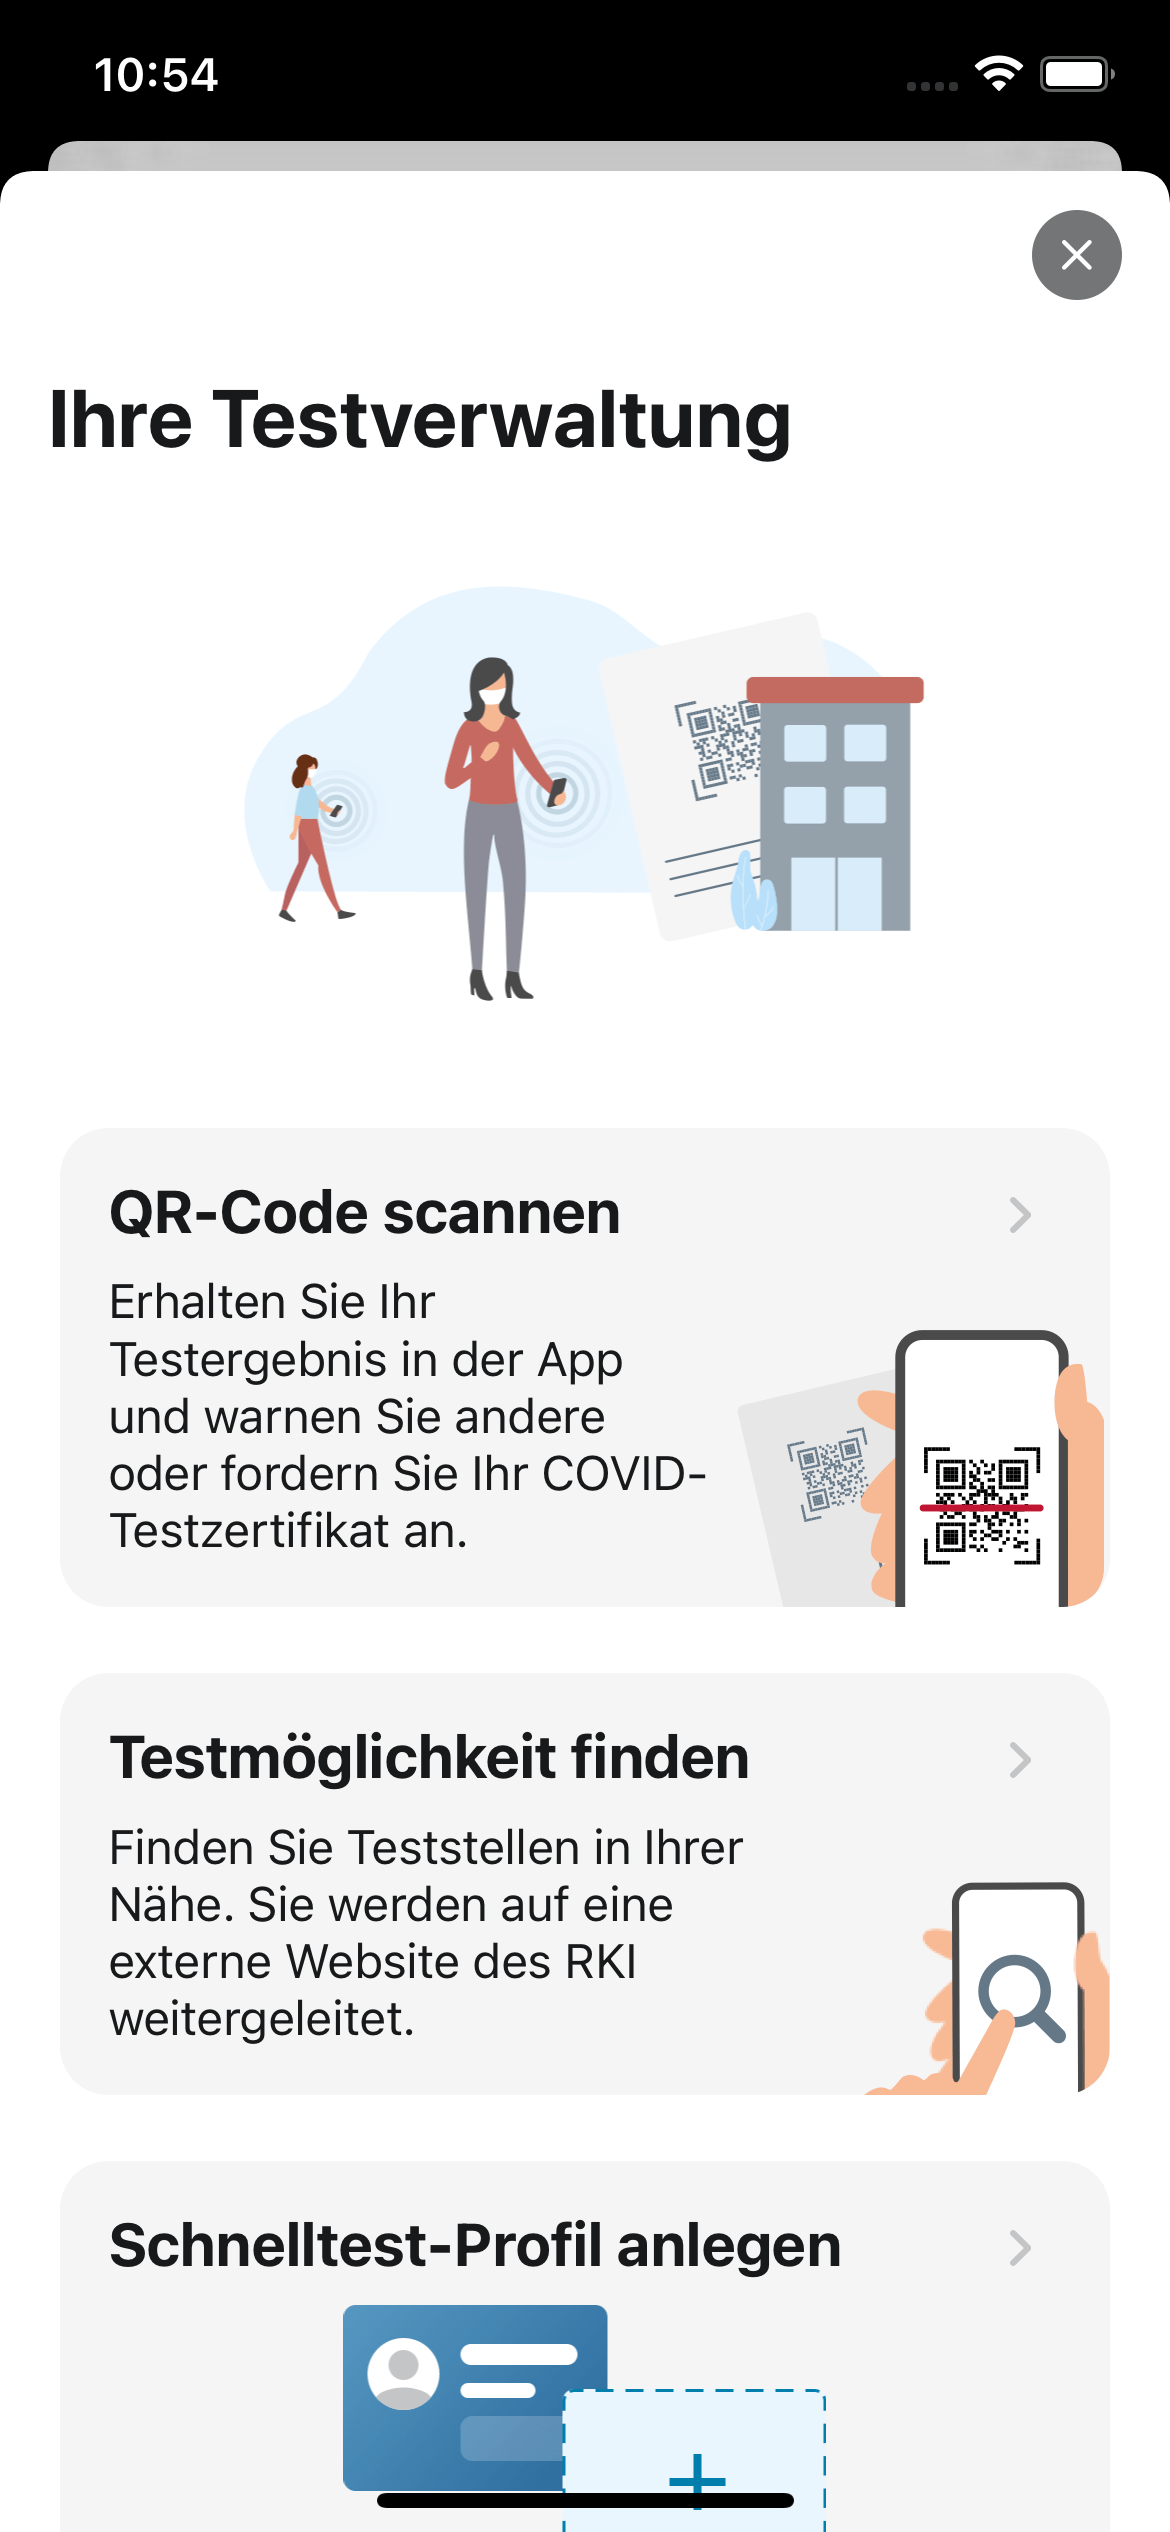 10:54
Ihre Testverwaltung
QR-Code scannen
Erhalten Sie Ihr
Testergebnis in der App
und warnen Sie andere
oder fordern Sie Ihr COVID-
Testzertifikat an.
Testmöglichkeit finden
Finden Sie Teststellen in Ihrer
Nähe. Sie werden auf eine
externe Website des RKI
weitergeleitet.
Schnelltest-Profil anlegen